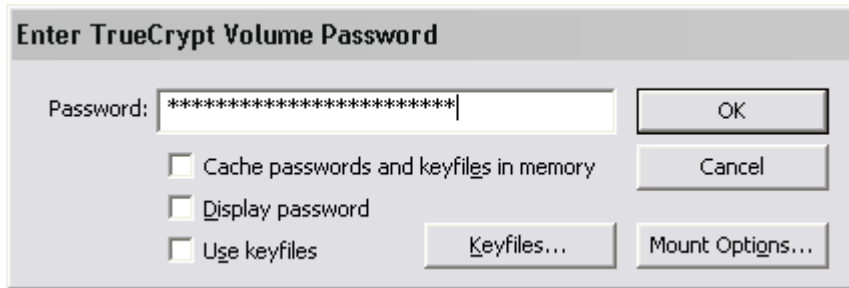 Enter TrueCrypt Volume Password
Password: ************************ OK
Cache passwords and keyfiles in memory Cancel
Display password
Use keyfiles Keyfiles... Mount Options...